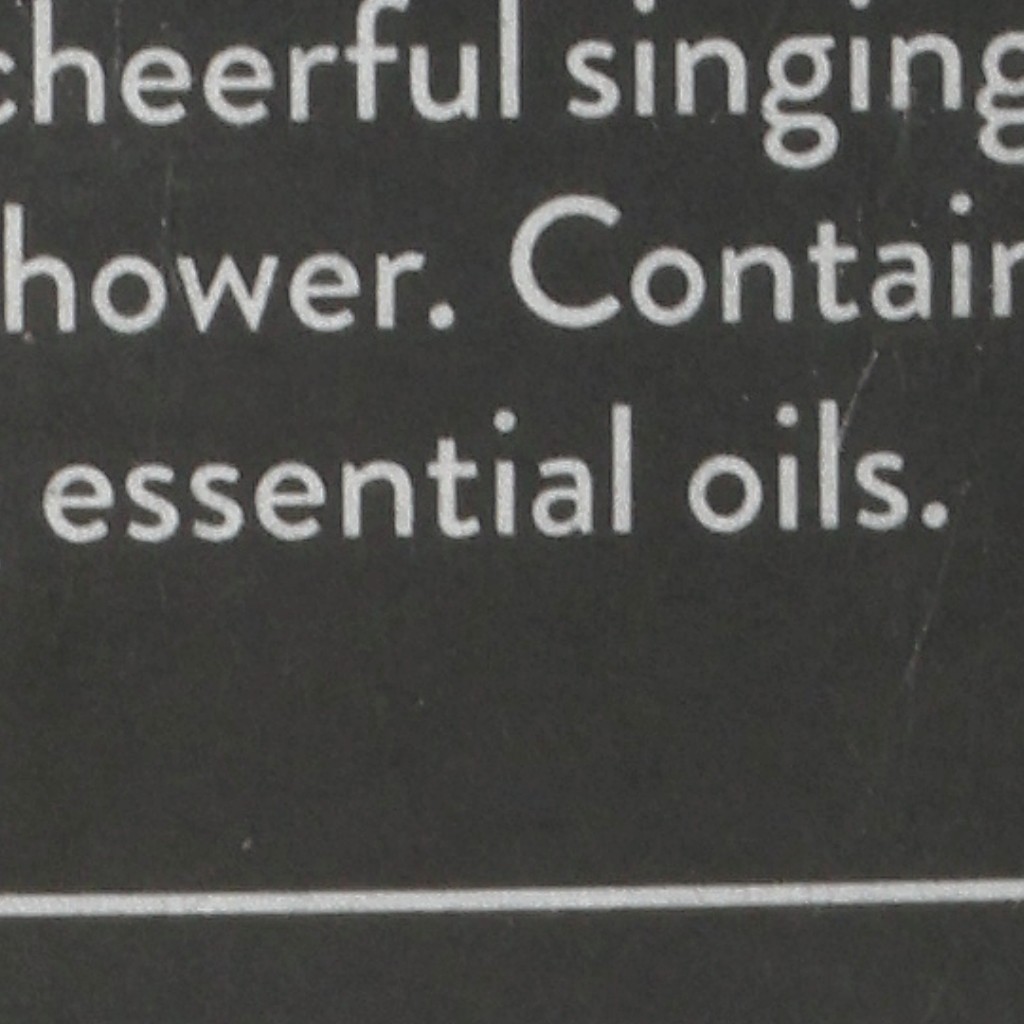 cheerful singing
hower. Contain
essential oils.